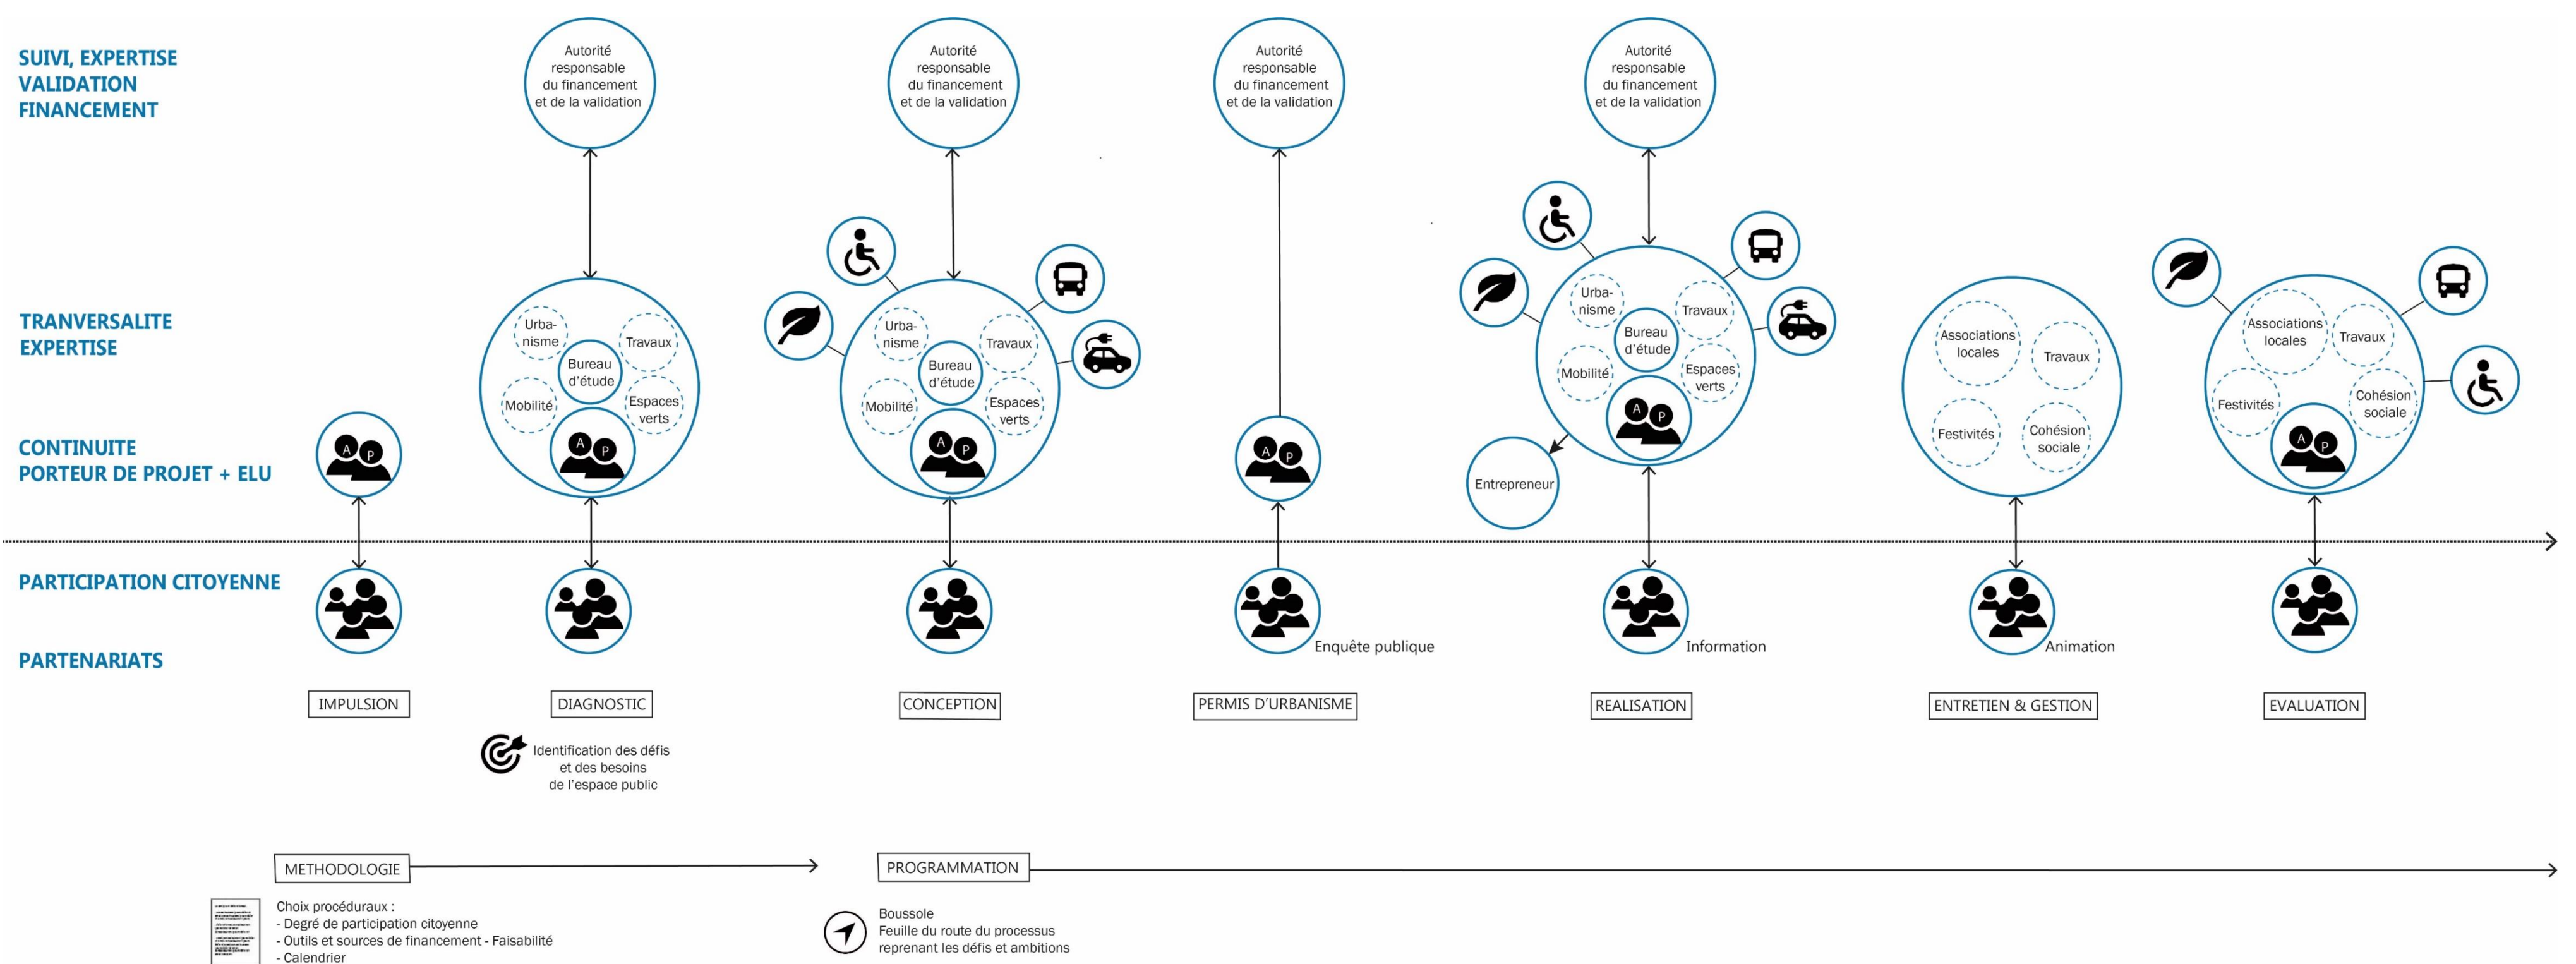 SUIVI, EXPERTISE
VALIDATION
FINANCEMENT
Autorité
responsable
du financement
et de la validation
Autorité
responsable
du financement
et de la validation
Autorité
responsable
du financement
et de la validation
Autorité
responsable
du financement
et de la validation
TRANVERSALITE
EXPERTISE
CONTINUITE
PORTEUR DE PROJET + ELU
A P
Urba-
nisme
Travaux
Bureau
d'étude
Mobilité
Espaces
verts
A P
Urba-
nisme
Travaux
Bureau
d'étude
Mobilité
Espaces
verts
A P
A P
Urba-
nisme
Travaux
Bureau
d'étude
Mobilité
Espaces
verts
A P
Entrepreneur
Associations
locales
Travaux
Festivités
Cohésion
sociale
Associations
locales
Travaux
Festivités
Cohésion
sociale
A P
PARTICIPATION CITOYENNE
PARTENARIATS
Enquête publique
Information
Animation
IMPULSION
DIAGNOSTIC
CONCEPTION
PERMIS D'URBANISME
REALISATION
ENTRETIEN & GESTION
EVALUATION
Identification des défis
et des besoins
de l'espace public
METHODOLOGIE
PROGRAMMATION
Choix procéduraux :
- Degré de participation citoyenne
- Outils et sources de financement - Faisabilité
- Calendrier
Boussole
Feuille du route du processus
reprenant les défis et ambitions